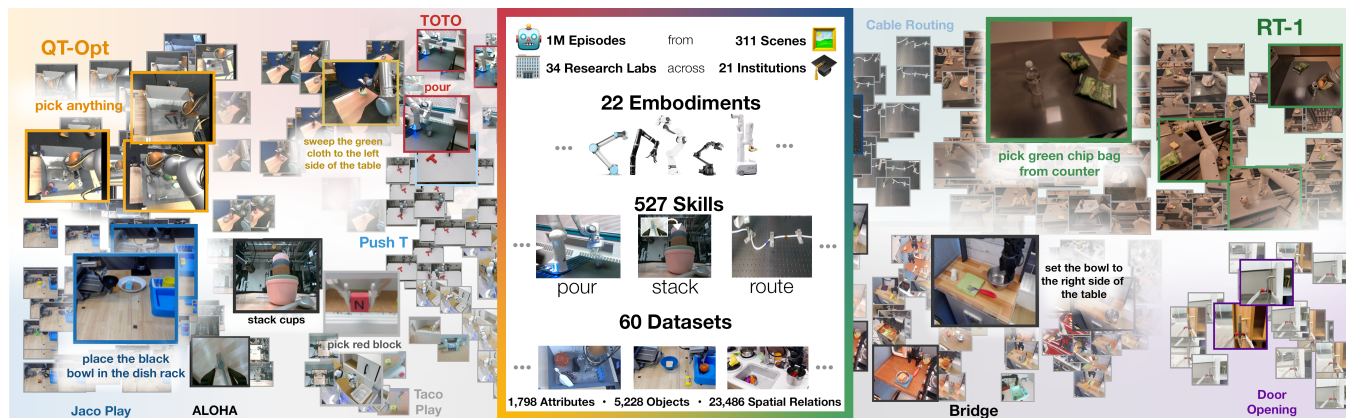 QT-Opt
pick anything
TOTO
pour
sweep the green
cloth to the left
side of the table
Push T
stack cups
N
pick red block
place the black
bowl in the dish rack
Jaco Play
ALOHA
Taco
Play
1M Episodes from 311 Scenes
34 Research Labs across 21 Institutions
22 Embodiments
527 Skills
pour stack route
60 Datasets
1,798 Attributes • 5,228 Objects • 23,486 Spatial Relations
Cable Routing
RT-1
pick green chip bag
from counter
set the bowl to
the right side of
the table
Bridge
Door
Opening